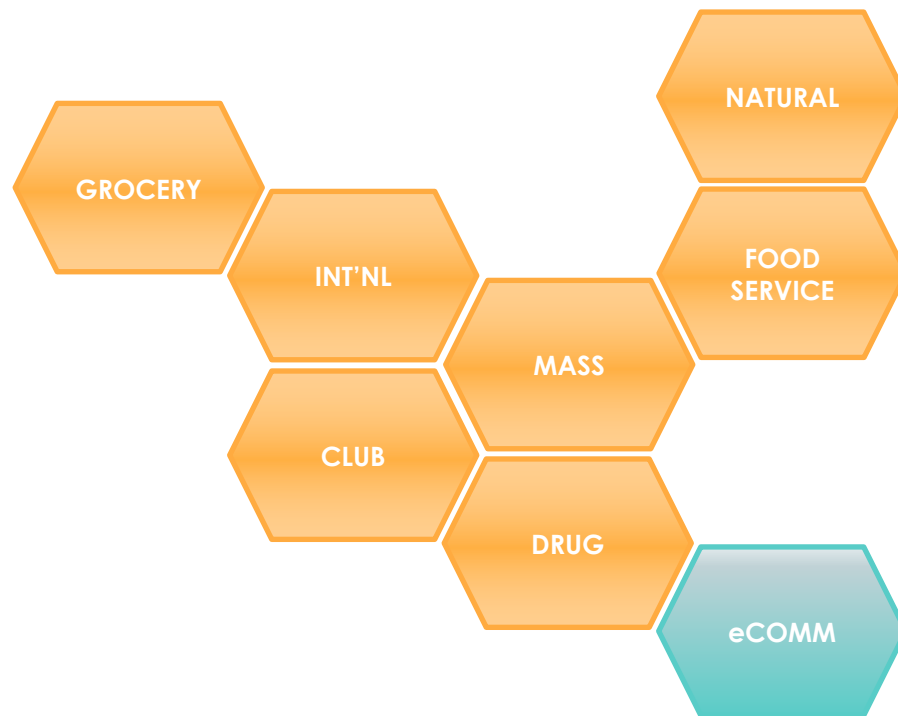 NATURAL
GROCERY
FOOD
SERVICE
INT’NL
MASS
CLUB
DRUG
eCOMM